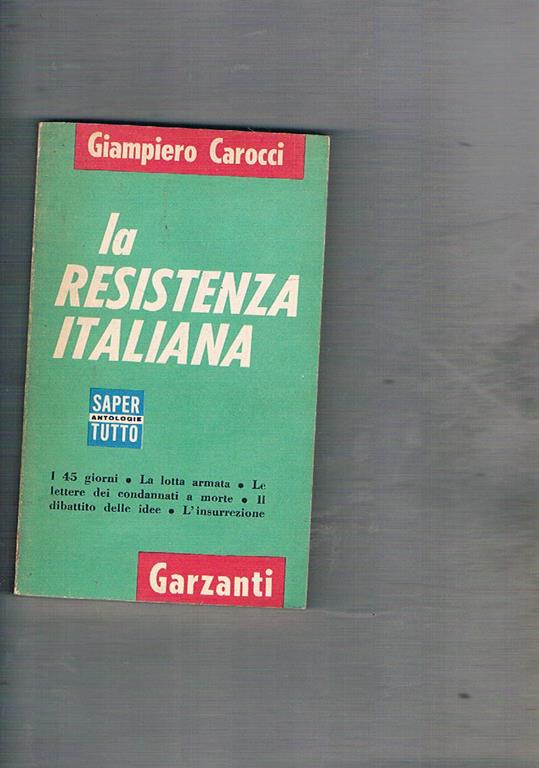 Giampiero Carocci
la
RESISTENZA
ITALIANA
SAPER
ANTOLOGIE
TUTTO
I 45 giorni • La lotta armata • Le
lettere dei condannati a morte • Il
dibattito delle idee • L'insurrezione
Garzanti